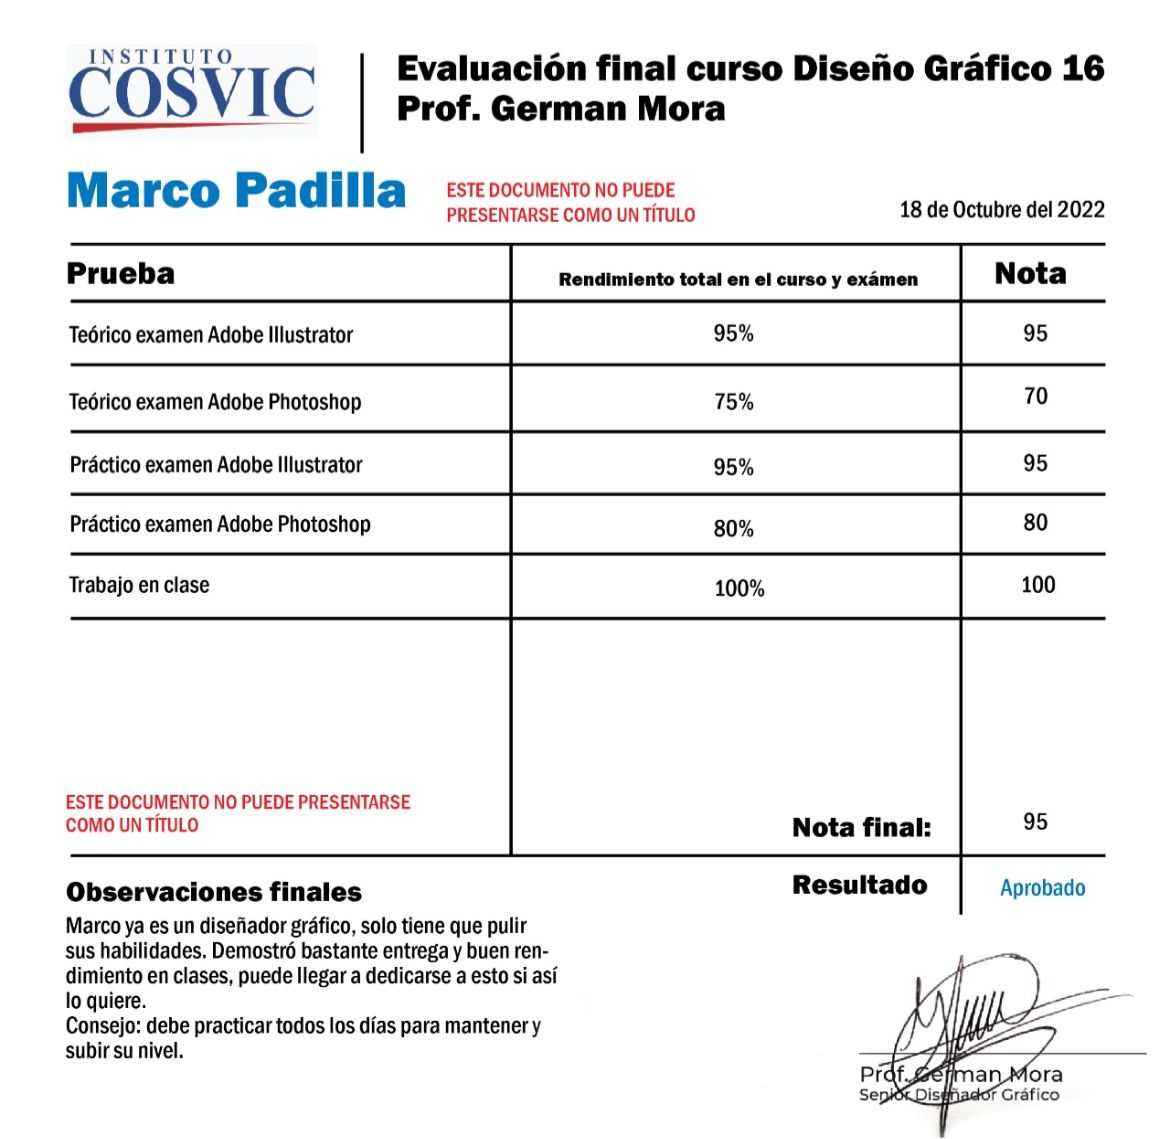 INSTITUTO
COSVIC
Evaluación final curso Diseño Gráfico 16
Prof. German Mora
Marco Padilla
ESTE DOCUMENTO NO PUEDE
PRESENTARSE COMO UN TÍTULO
18 de Octubre del 2022
Prueba Rendimiento total en el curso y exámen Nota
Teórico examen Adobe Illustrator 95% 95
Teórico examen Adobe Photoshop 75% 70
Práctico examen Adobe Illustrator 95% 95
Práctico examen Adobe Photoshop 80% 80
Trabajo en clase 100% 100
ESTE DOCUMENTO NO PUEDE PRESENTARSE
COMO UN TÍTULO
Nota final: 95
Resultado Aprobado
Observaciones finales
Marco ya es un diseñador gráfico, solo tiene que pulir
sus habilidades. Demostró bastante entrega y buen ren-
dimiento en clases, puede llegar a dedicarse a esto si así
lo quiere.
Consejo: debe practicar todos los días para mantener y
subir su nivel.
Prof. German Mora
Senior Diseñador Gráfico